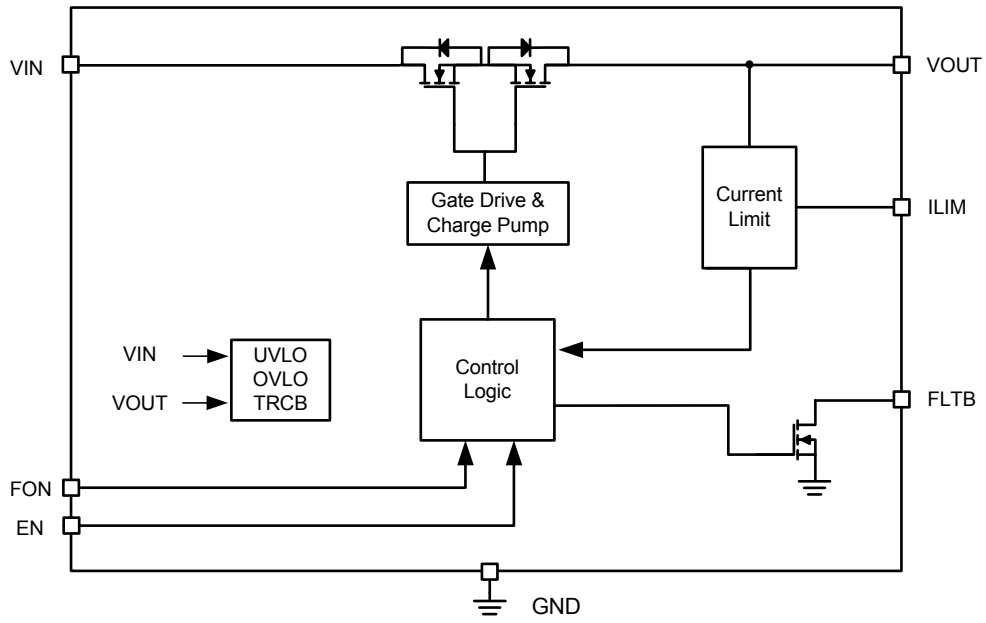 VIN
VOUT
Gate Drive &
Charge Pump
Current
Limit
ILIM
VIN
VOUT
UVLO
OVLO
TRCB
Control
Logic
FLTB
FON
EN
GND